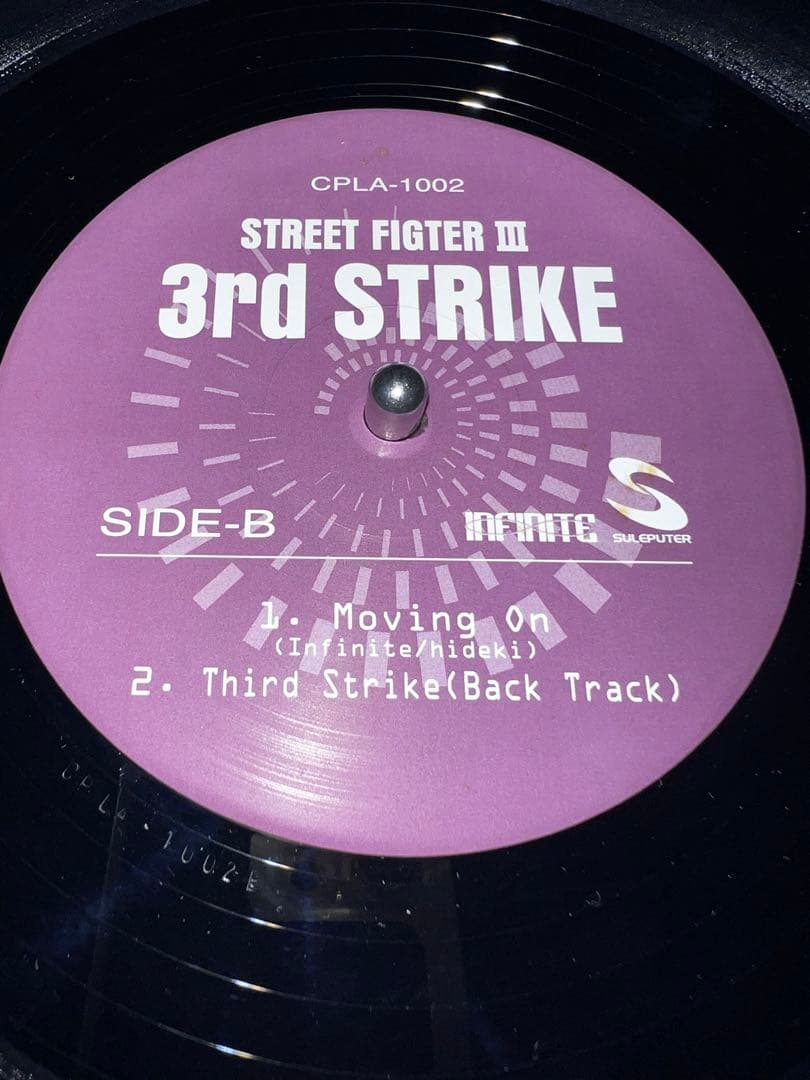 CPLA-1002
STREET FIGTER III
3rd STRIKE
SIDE-B
INFINITE
SULEPUTER
1. Moving On
(Infinite/hideki)
2. Third Strike(Back Track)